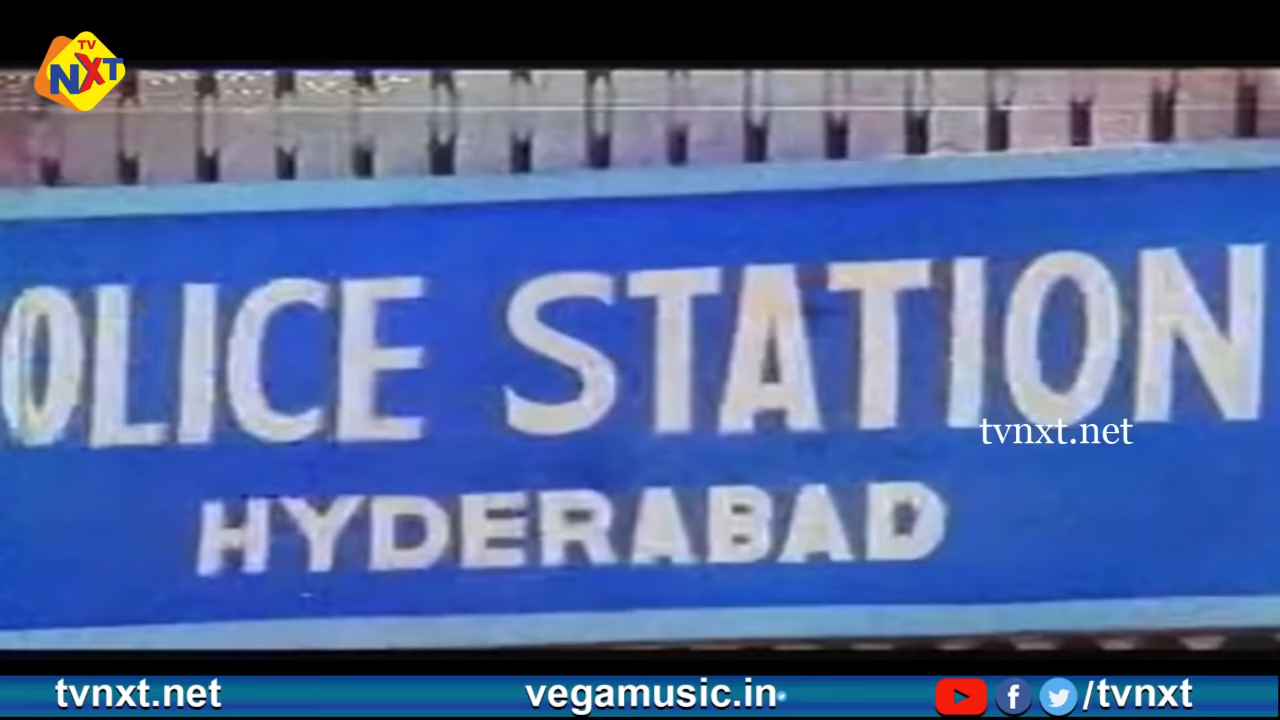 TV
NXT
OLICE STATION
tvnxt.net
HYDERABAD
tvnxt.net
vegamusic.in
/tvnxt